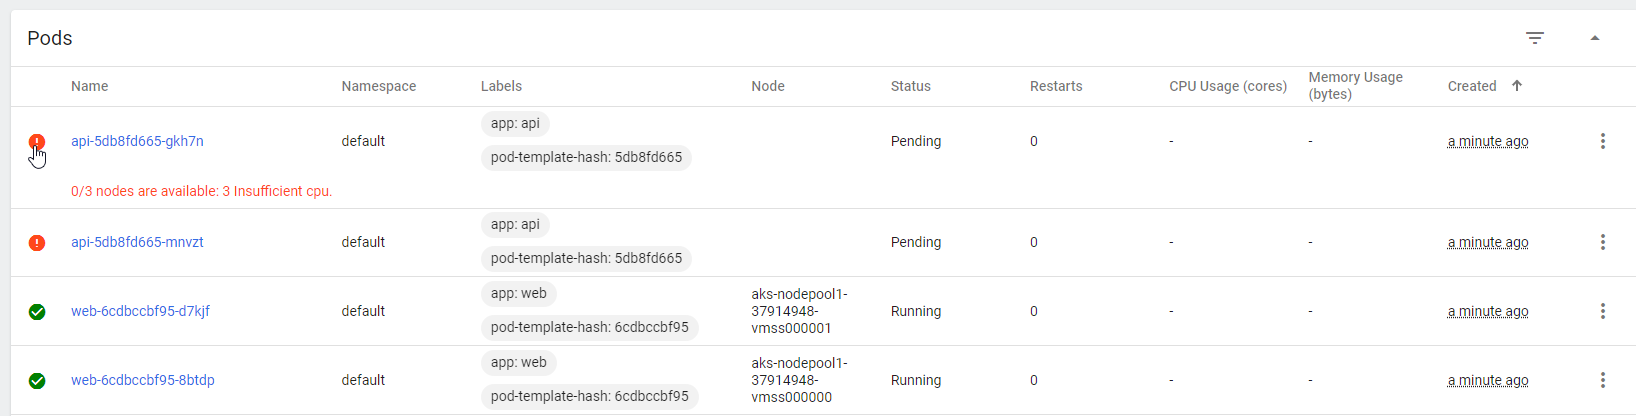 Pods
Name Namespace Labels Node Status Restarts CPU Usage (cores) Memory Usage (bytes) Created
app: api
api-5db8fd665-gkh7n default Pending 0 - - a minute ago
pod-template-hash: 5db8fd665
0/3 nodes are available: 3 Insufficient cpu.
app: api
api-5db8fd665-mnvzt default Pending 0 - - a minute ago
pod-template-hash: 5db8fd665
app: web aks-nodepool1-
web-6cdbccbf95-d7kjf default 37914948- Running 0 - - a minute ago
pod-template-hash: 6cdbccbf95 vmss000001
app: web aks-nodepool1-
web-6cdbccbf95-8btdp default 37914948- Running 0 - - a minute ago
pod-template-hash: 6cdbccbf95 vmss000000